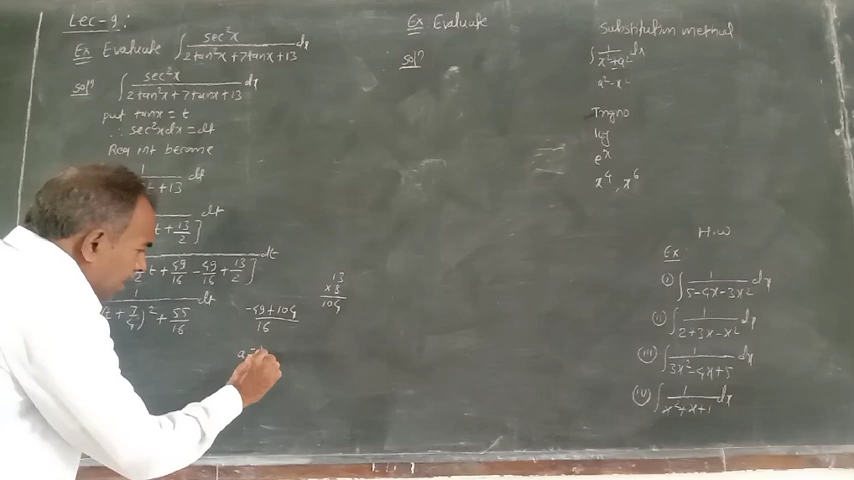 Lec-9:
Ex Evaluate ∫ sec²x / (2tan²x + 7tanx + 13) dx
solⁿ ∫ sec²x / (2tan²x + 7tanx + 13) dx
put tanx = t
∴ sec²x dx = dt
Req int become
1 / t + 13 dt
t + 13/2] dt
t + 49/16 - 49/16 + 13/2] dt
1 / (t + 7/4)² + 55/16 dt
-49 + 104 / 16
13
× 8
104
a =
Ex Evaluate
solⁿ
Substitution method
∫ 1 / (x² + a²) dx
a² - x²
Trigno
log
eˣ
x⁴, x⁶
H.W
Ex
(i) ∫ 1 / (5 - 4x - 3x²) dx
(ii) ∫ 1 / (2 + 3x - x²) dx
(iii) ∫ 1 / (3x² - 4x + 5) dx
(iv) ∫ 1 / (x² + x + 1) dx